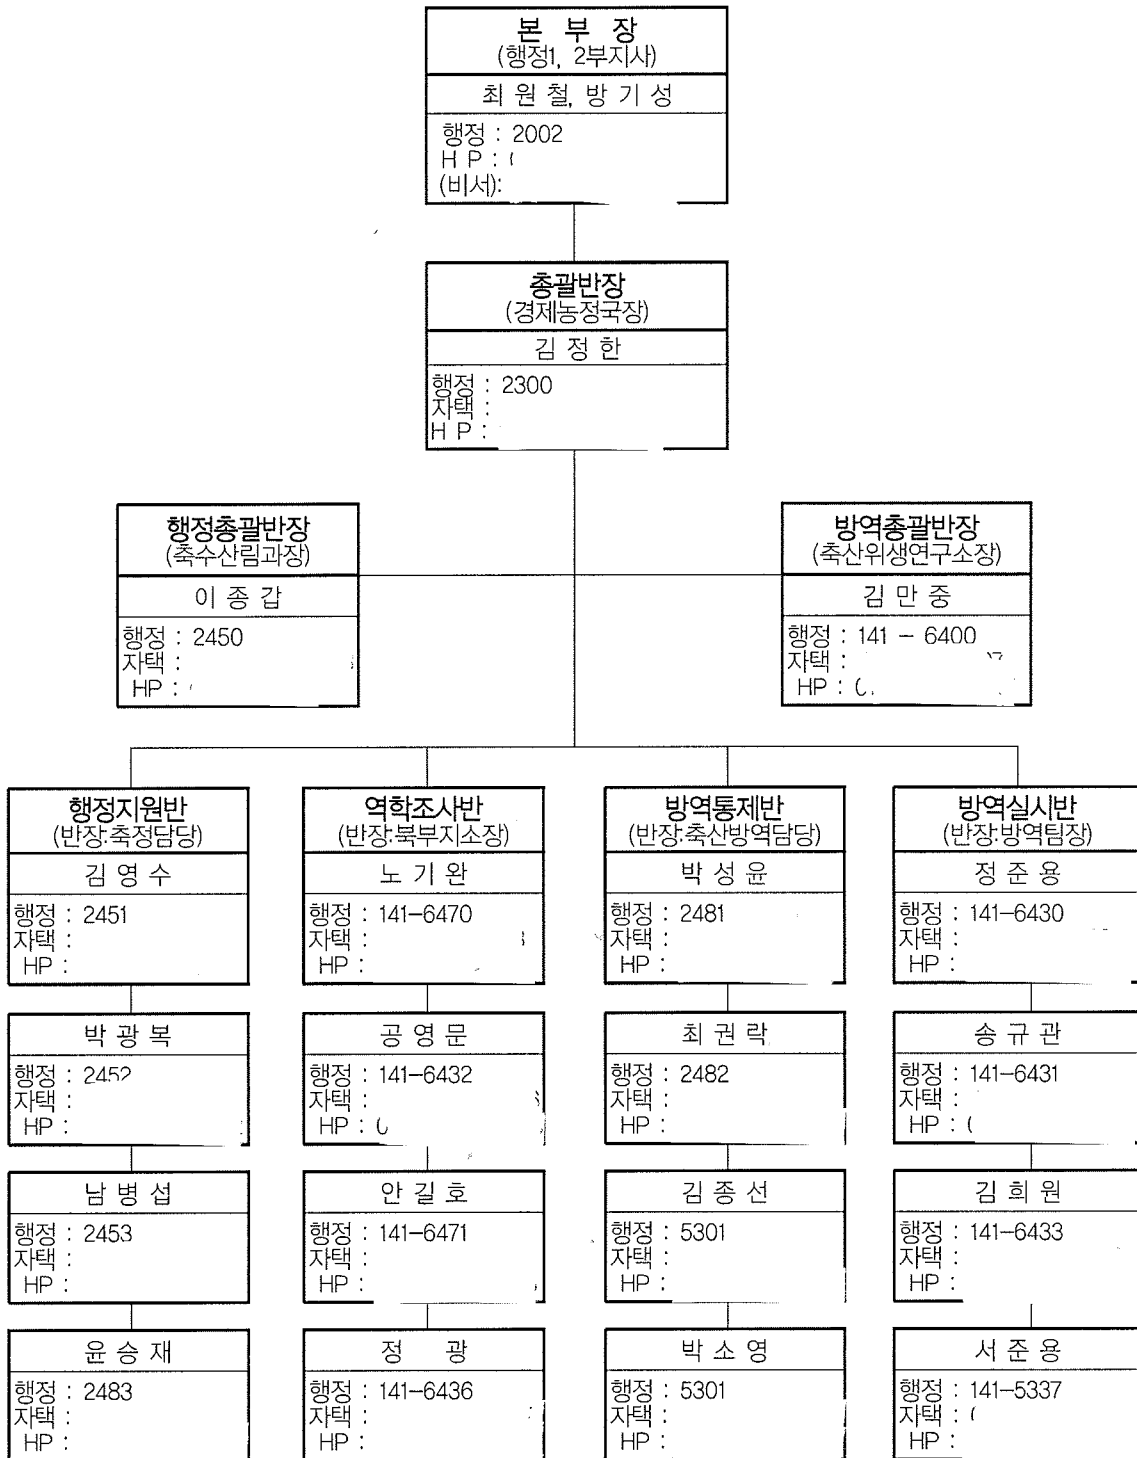 본 부 장
(행정1, 2부지사)
최 원 철, 방 기 성
행정 : 2002
H P :
(비서):
총괄반장
(경제농정국장)
김 정 한
행정 : 2300
자택 :
H P :
행정총괄반장
(축수산림과장)
이 종 갑
행정 : 2450
자택 :
HP :
방역총괄반장
(축산위생연구소장)
김 만 중
행정 : 141 - 6400
자택 :
HP :
행정지원반
(반장:축정담당)
김 영 수
행정 : 2451
자택 :
HP :
박 광 복
행정 : 2452
자택 :
HP :
남 병 섭
행정 : 2453
자택 :
HP :
윤 승 재
행정 : 2483
자택 :
HP :
역학조사반
(반장:북부지소장)
노 기 완
행정 : 141-6470
자택 :
HP :
공 영 문
행정 : 141-6432
자택 :
HP :
안 길 호
행정 : 141-6471
자택 :
HP :
정 광
행정 : 141-6436
자택 :
HP :
방역통제반
(반장:축산방역담당)
박 성 윤
행정 : 2481
자택 :
HP :
최 권 락
행정 : 2482
자택 :
HP :
김 종 선
행정 : 5301
자택 :
HP :
박 소 영
행정 : 5301
자택 :
HP :
방역실시반
(반장:방역팀장)
정 준 용
행정 : 141-6430
자택 :
HP :
송 규 관
행정 : 141-6431
자택 :
HP :
김 희 원
행정 : 141-6433
자택 :
HP :
서 준 용
행정 : 141-5337
자택 :
HP :